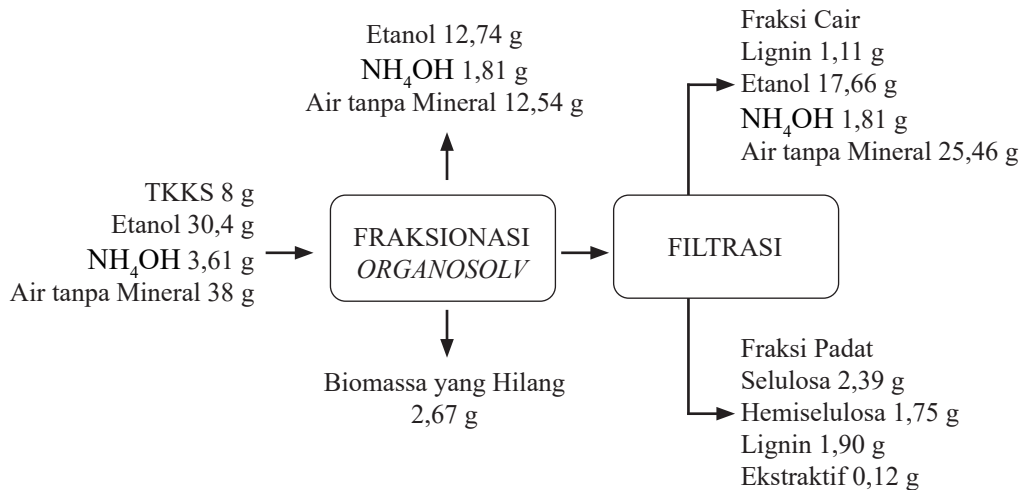 Etanol 12,74 g
NH₄OH 1,81 g
Air tanpa Mineral 12,54 g
TKKS 8 g
Etanol 30,4 g
NH₄OH 3,61 g
Air tanpa Mineral 38 g
FRAKSIONASI
ORGANOSOLV
Biomassa yang Hilang
2,67 g
FILTRASI
Fraksi Cair
Lignin 1,11 g
Etanol 17,66 g
NH₄OH 1,81 g
Air tanpa Mineral 25,46 g
Fraksi Padat
Selulosa 2,39 g
Hemiselulosa 1,75 g
Lignin 1,90 g
Ekstraktif 0,12 g